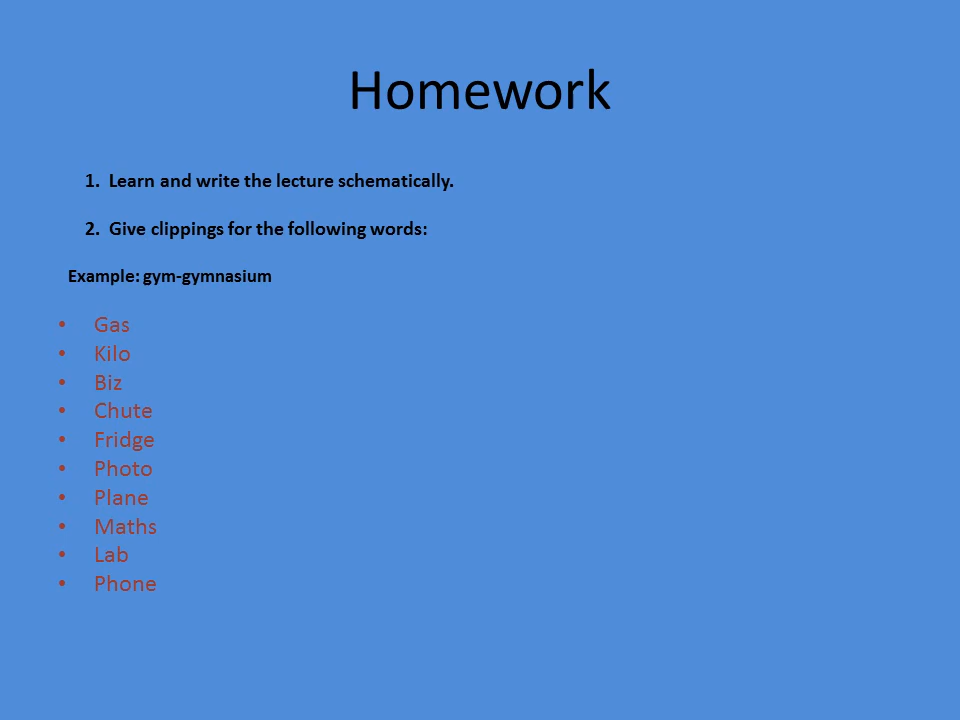 Homework
1. Learn and write the lecture schematically.
2. Give clippings for the following words:
Example: gym-gymnasium
• Gas
• Kilo
• Biz
• Chute
• Fridge
• Photo
• Plane
• Maths
• Lab
• Phone